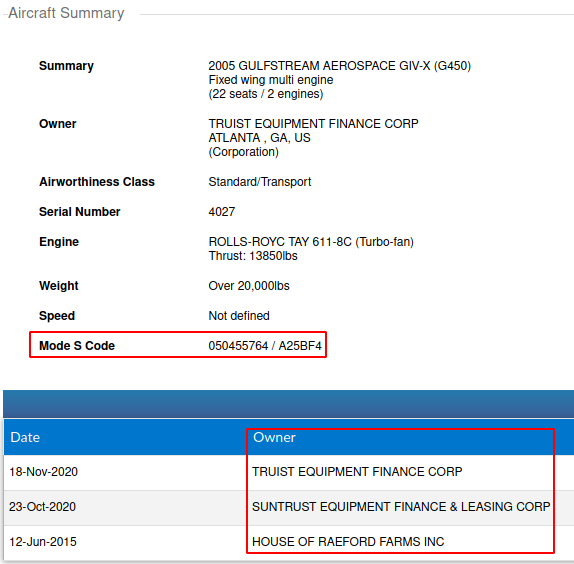 Aircraft Summary
Summary 2005 GULFSTREAM AEROSPACE GIV-X (G450)
Fixed wing multi engine
(22 seats / 2 engines)
Owner TRUIST EQUIPMENT FINANCE CORP
ATLANTA , GA, US
(Corporation)
Airworthiness Class Standard/Transport
Serial Number 4027
Engine ROLLS-ROYC TAY 611-8C (Turbo-fan)
Thrust: 13850lbs
Weight Over 20,000lbs
Speed Not defined
Mode S Code 050455764 / A25BF4
Date Owner
18-Nov-2020 TRUIST EQUIPMENT FINANCE CORP
23-Oct-2020 SUNTRUST EQUIPMENT FINANCE & LEASING CORP
12-Jun-2015 HOUSE OF RAEFORD FARMS INC